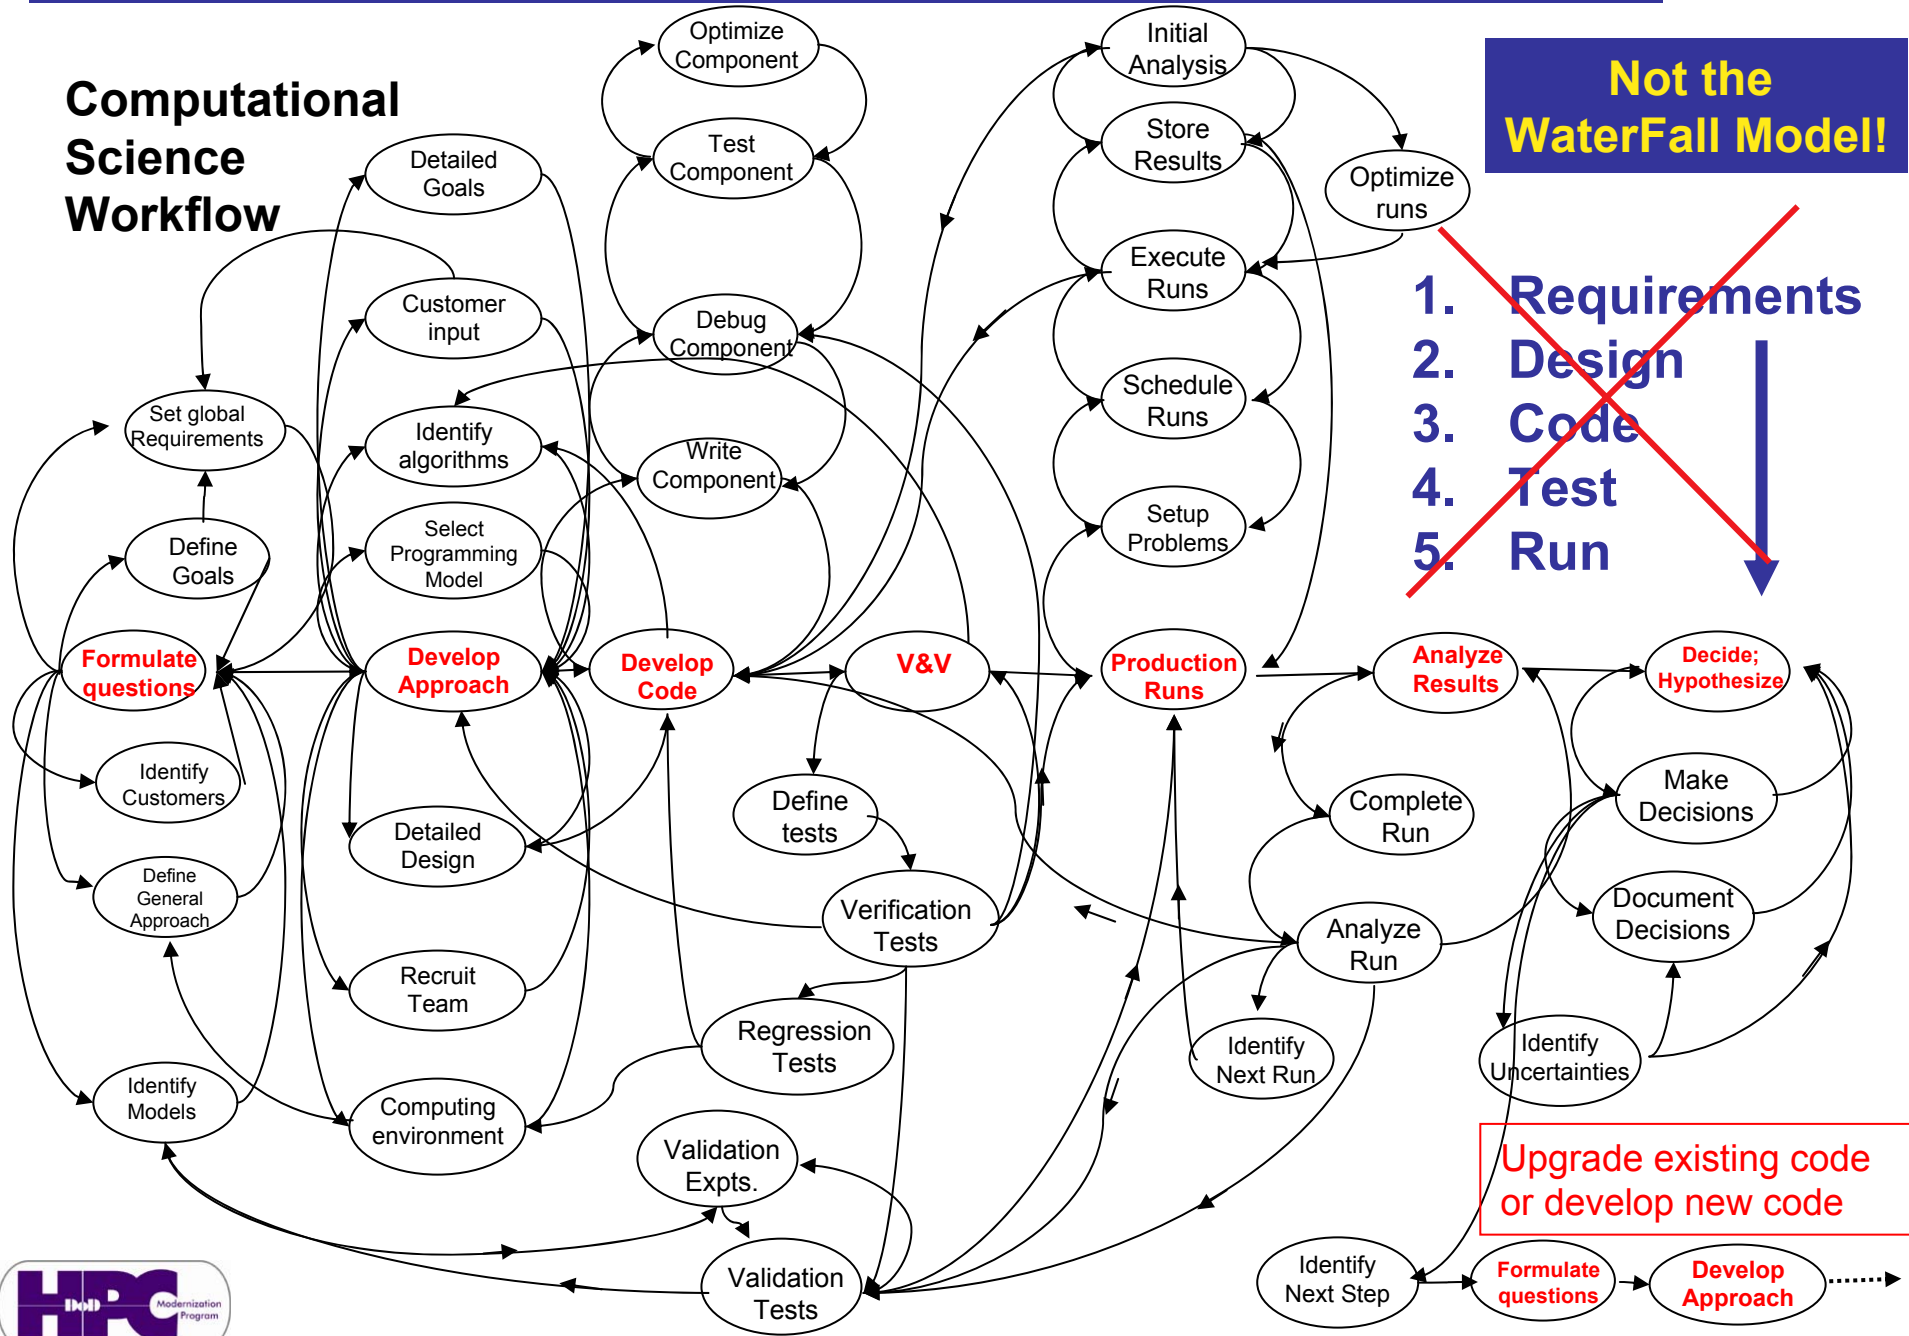 Computational
Science
Workflow
Not the
WaterFall Model!
1. Requirements
2. Design
3. Code
4. Test
5. Run
Optimize
Component
Test
Component
Debug
Component
Write
Component
Initial
Analysis
Store
Results
Execute
Runs
Schedule
Runs
Setup
Problems
Optimize
runs
Detailed
Goals
Customer
input
Identify
algorithms
Select
Programming
Model
Set global
Requirements
Define
Goals
Formulate
questions
Develop
Approach
Develop
Code
V&V
Production
Runs
Analyze
Results
Decide;
Hypothesize
Identify
Customers
Define
General
Approach
Identify
Models
Detailed
Design
Recruit
Team
Computing
environment
Define
tests
Verification
Tests
Regression
Tests
Validation
Expts.
Validation
Tests
Complete
Run
Analyze
Run
Identify
Next Run
Make
Decisions
Document
Decisions
Identify
Uncertainties
Upgrade existing code
or develop new code
Identify
Next Step
Formulate
questions
Develop
Approach
HPC
DoD
Modernization
Program